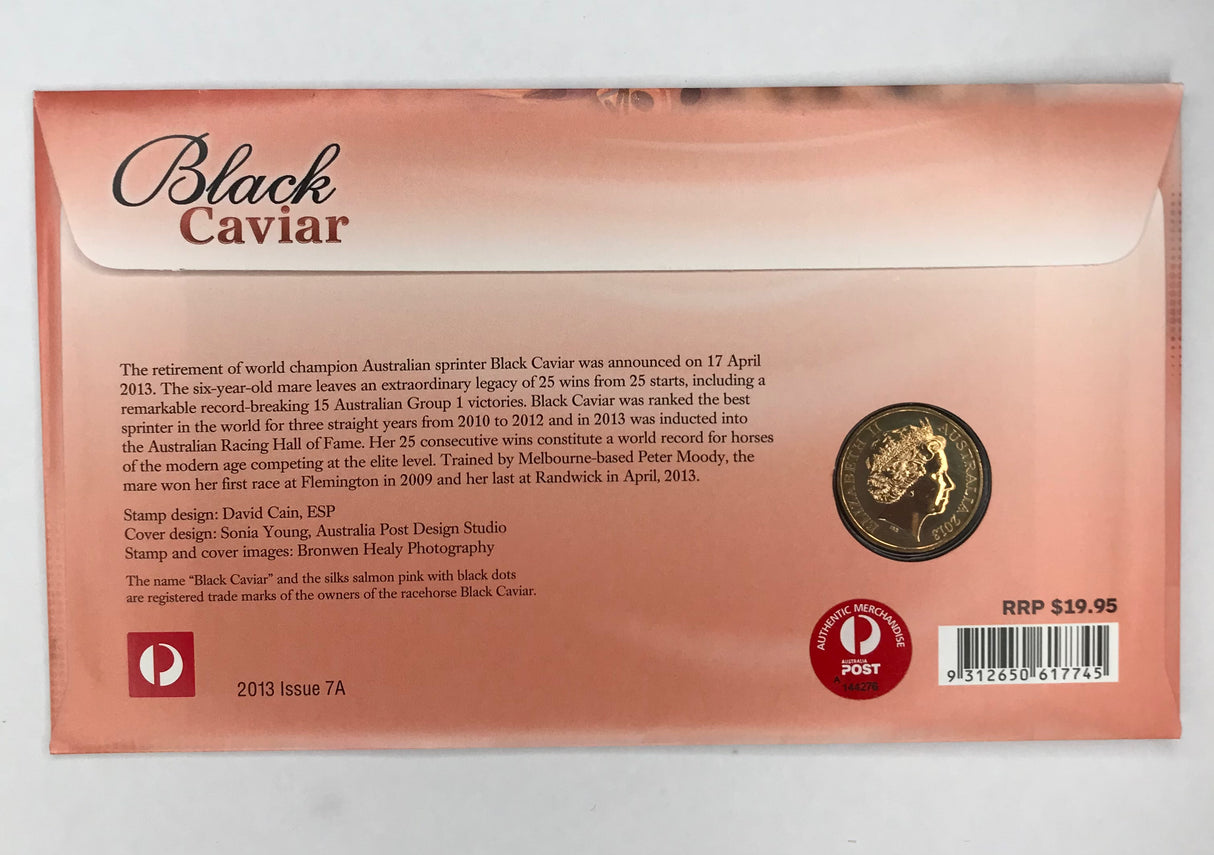 Black
Caviar
The retirement of world champion Australian sprinter Black Caviar was announced on 17 April
2013. The six-year-old mare leaves an extraordinary legacy of 25 wins from 25 starts, including a
remarkable record-breaking 15 Australian Group 1 victories. Black Caviar was ranked the best
sprinter in the world for three straight years from 2010 to 2012 and in 2013 was inducted into
the Australian Racing Hall of Fame. Her 25 consecutive wins constitute a world record for horses
of the modern age competing at the elite level. Trained by Melbourne-based Peter Moody, the
mare won her first race at Flemington in 2009 and her last at Randwick in April, 2013.
Stamp design: David Cain, ESP
Cover design: Sonia Young, Australia Post Design Studio
Stamp and cover images: Bronwen Healy Photography
The name “Black Caviar” and the silks salmon pink with black dots
are registered trade marks of the owners of the racehorse Black Caviar.
2013 Issue 7A
ELIZABETH II AUSTRALIA 2013
AUTHENTIC MERCHANDISE
AUSTRALIA
POST
A
144276
RRP $19.95
9 312650 617745